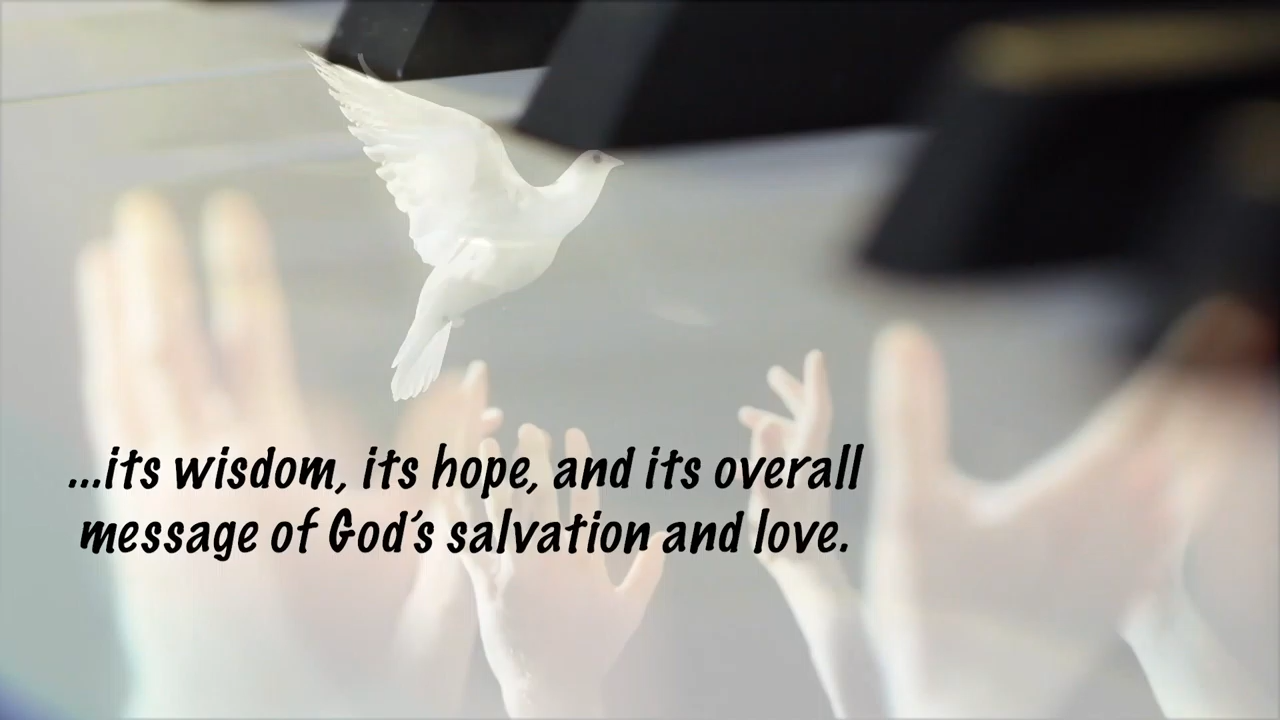 ...its wisdom, its hope, and its overall
message of God's salvation and love.